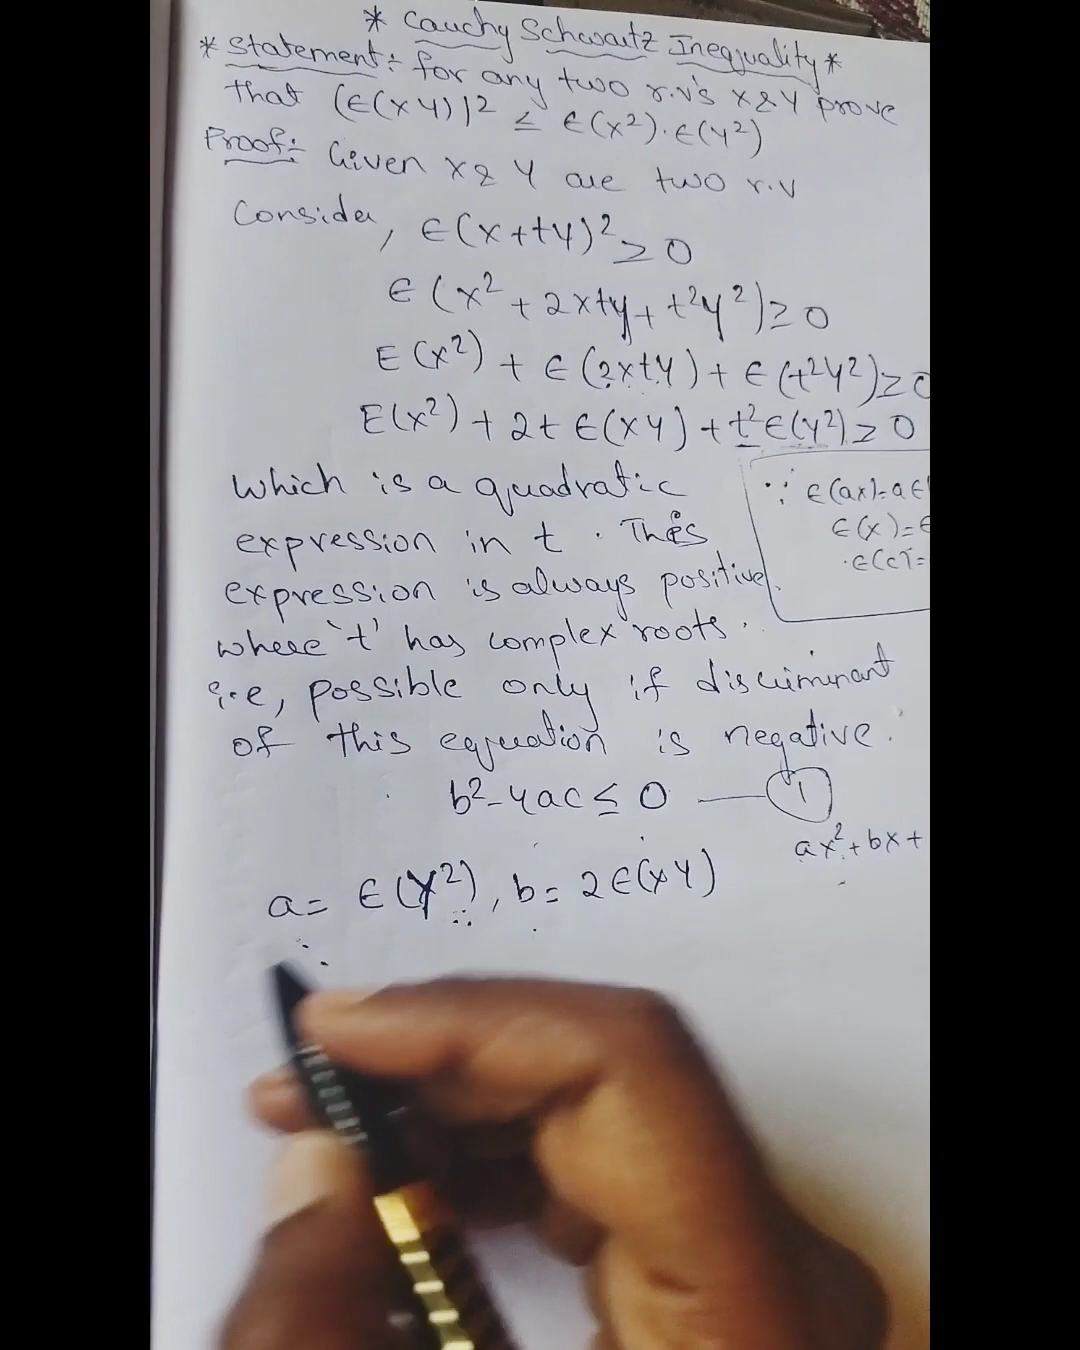 * Cauchy Schwartz Inequality *
* Statement:- for any two r.v's X & Y prove
that (E(XY))² ≤ E(X²)·E(Y²)
Proof:- Given X & Y are two r.v
Consider, E(X+tY)² ≥ 0
E(X² + 2XtY + t²Y²) ≥ 0
E(X²) + E(2XtY) + E(t²Y²) ≥ 0
E(X²) + 2t E(XY) + t²E(Y²) ≥ 0
which is a quadratic
expression in t. This
expression is always positive
where 't' has complex roots.
i.e, possible only if discriminant
of this equation is negative.
∵ E(ax)=aE
E(x)=E
E(c)=
b²-4ac ≤ 0 — 1
ax²+bx+
a= E(Y²), b= 2E(XY)